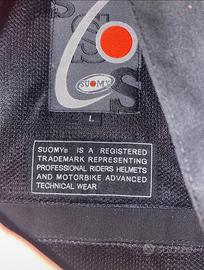 SUOMY
L
SUOMY® IS A REGISTERED
TRADEMARK REPRESENTING
PROFESSIONAL RIDERS HELMETS
AND MOTORBIKE ADVANCED
TECHNICAL WEAR